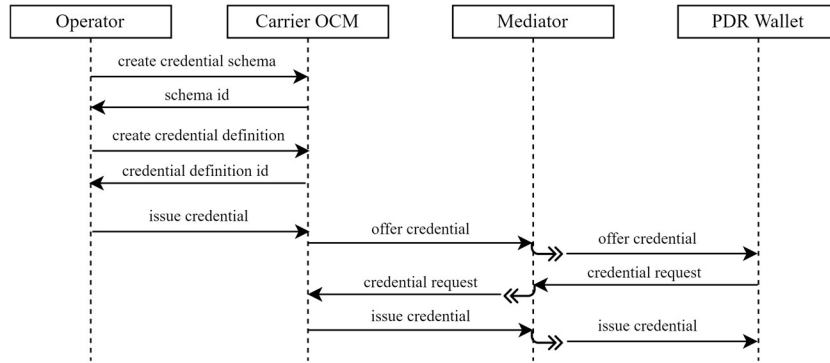 Operator
Carrier OCM
Mediator
PDR Wallet
create credential schema
schema id
create credential definition
credential definition id
issue credential
offer credential
offer credential
credential request
credential request
issue credential
issue credential